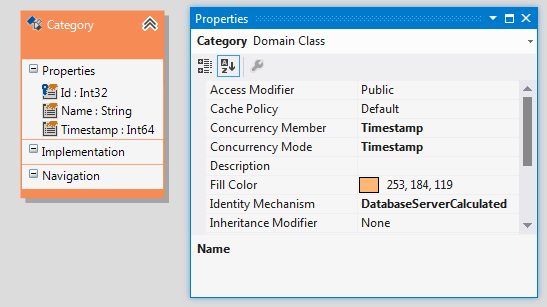 Category
Properties
Id : Int32
Name : String
Timestamp : Int64
Implementation
Navigation
Properties
Category Domain Class
Access Modifier Public
Cache Policy Default
Concurrency Member Timestamp
Concurrency Mode Timestamp
Description
Fill Color 253, 184, 119
Identity Mechanism DatabaseServerCalculated
Inheritance Modifier None
Name